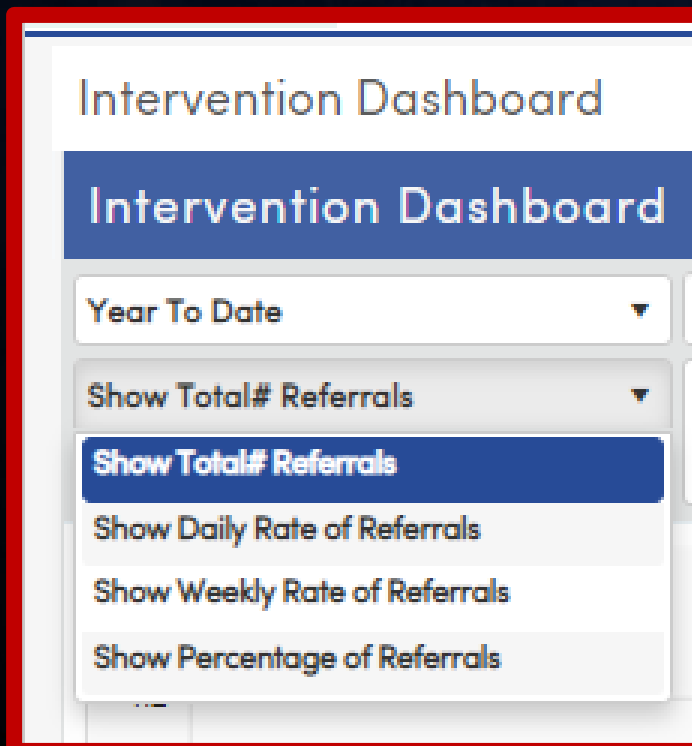 Intervention Dashboard
Intervention Dashboard
Year To Date
Show Total# Referrals
Show Total# Referrals
Show Daily Rate of Referrals
Show Weekly Rate of Referrals
Show Percentage of Referrals